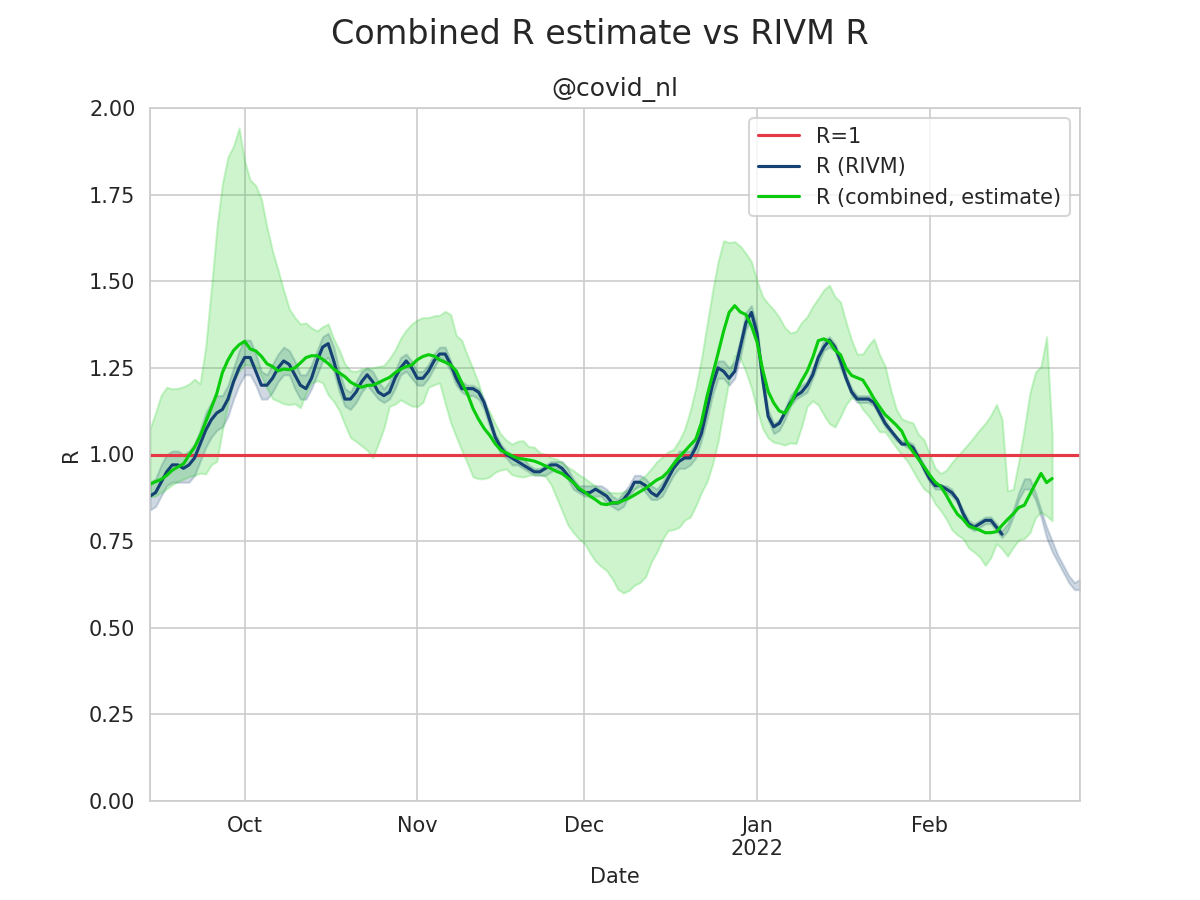 Combined R estimate vs RIVM R
@covid_nl
R=1
R (RIVM)
R (combined, estimate)
2.00
1.75
1.50
1.25
1.00
0.75
0.50
0.25
0.00
R
Oct
Nov
Dec
Jan
2022
Feb
Date